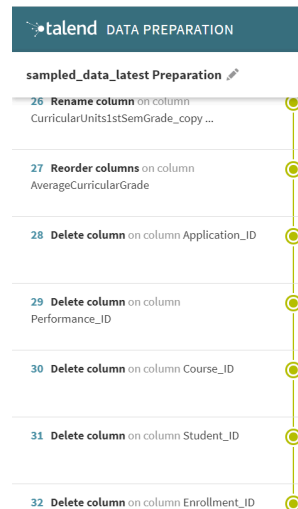 talend DATA PREPARATION
sampled_data_latest Preparation
26 Rename column on column
CurricularUnits1stSemGrade_copy ...
27 Reorder columns on column
AverageCurricularGrade
28 Delete column on column Application_ID
29 Delete column on column
Performance_ID
30 Delete column on column Course_ID
31 Delete column on column Student_ID
32 Delete column on column Enrollment_ID